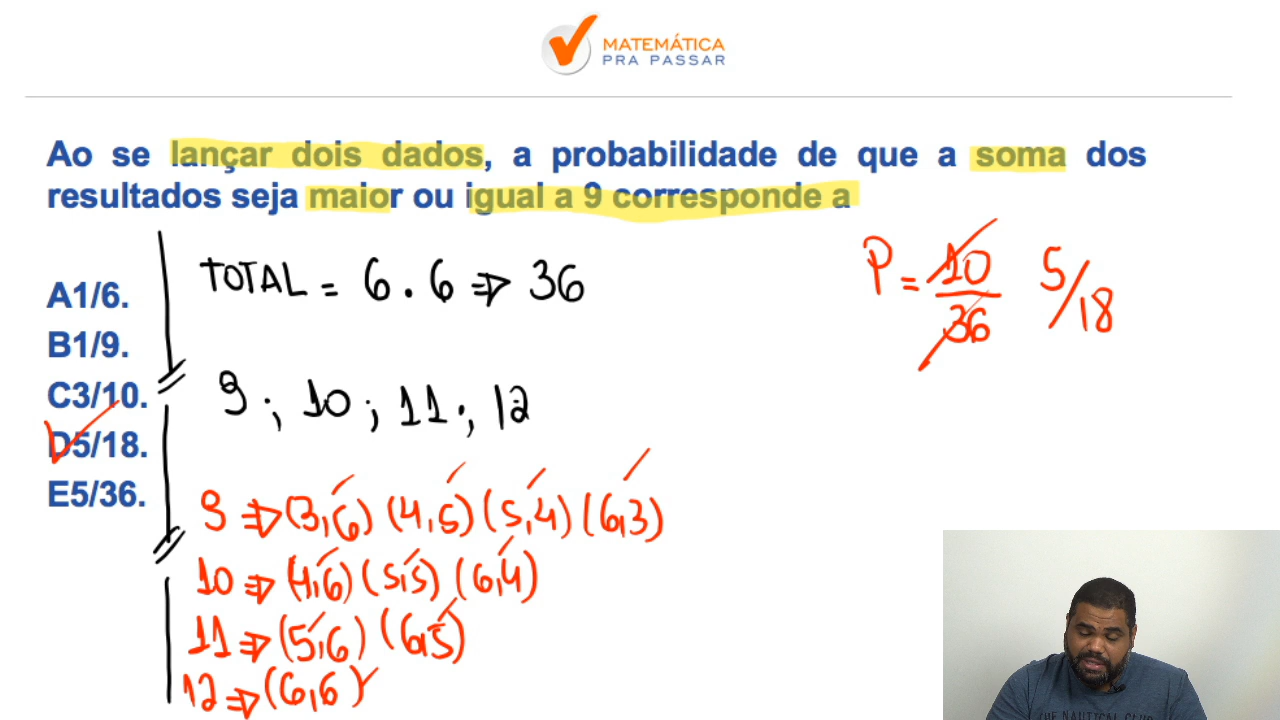 MATEMÁTICA
PRA PASSAR
Ao se lançar dois dados, a probabilidade de que a soma dos
resultados seja maior ou igual a 9 corresponde a
A1/6.
B1/9.
C3/10.
D5/18.
E5/36.
TOTAL = 6 . 6 ⇒ 36
9 ; 10 ; 11 ; 12
9 ⇒ (3,6) (4,5) (5,4) (6,3)
10 ⇒ (4,6) (5,5) (6,4)
11 ⇒ (5,6) (6,5)
12 ⇒ (6,6)
P = 10/36 5/18